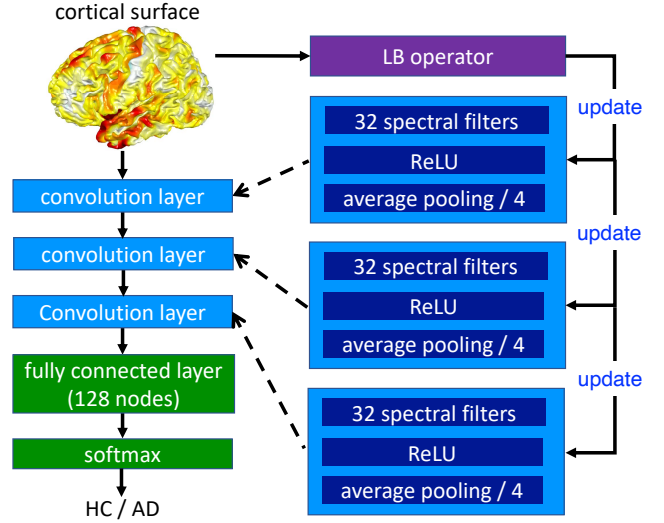 cortical surface
LB operator
update
32 spectral filters
ReLU
average pooling / 4
convolution layer
update
convolution layer
32 spectral filters
ReLU
average pooling / 4
Convolution layer
fully connected layer
(128 nodes)
update
32 spectral filters
ReLU
average pooling / 4
softmax
HC / AD